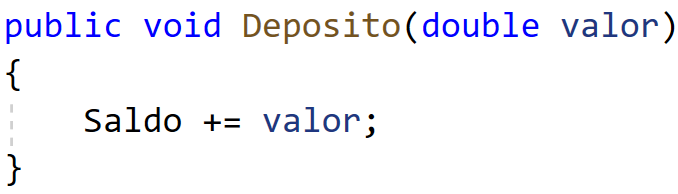 public void Deposito(double valor)
{
    Saldo += valor;
}